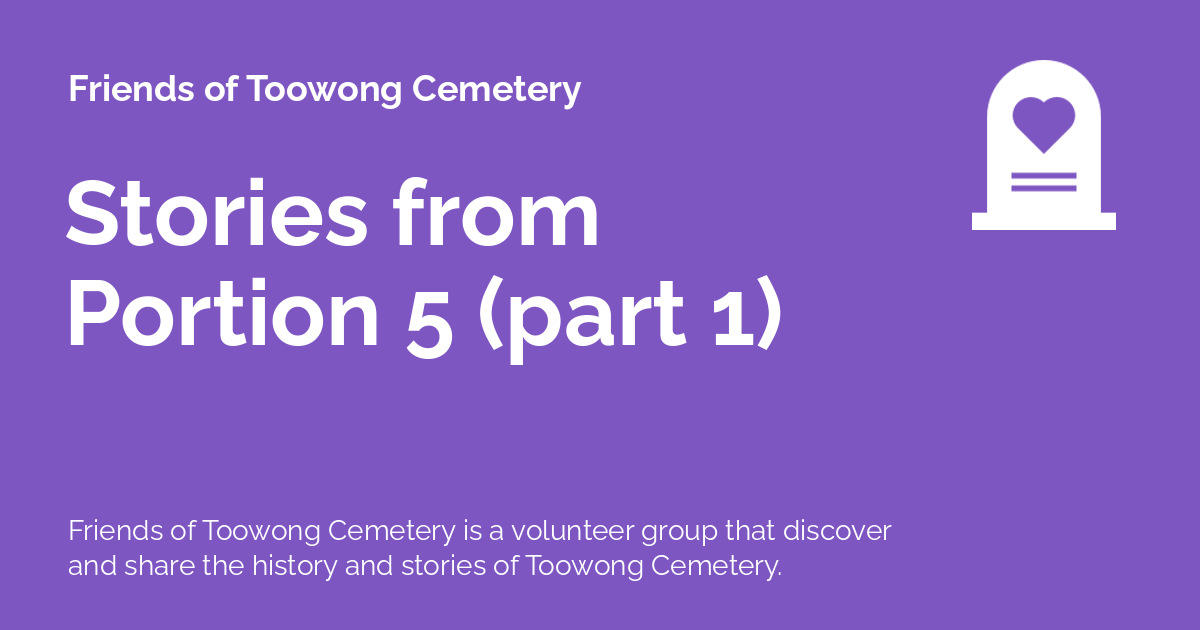 Friends of Toowong Cemetery
Stories from
Portion 5 (part 1)
Friends of Toowong Cemetery is a volunteer group that discover
and share the history and stories of Toowong Cemetery.